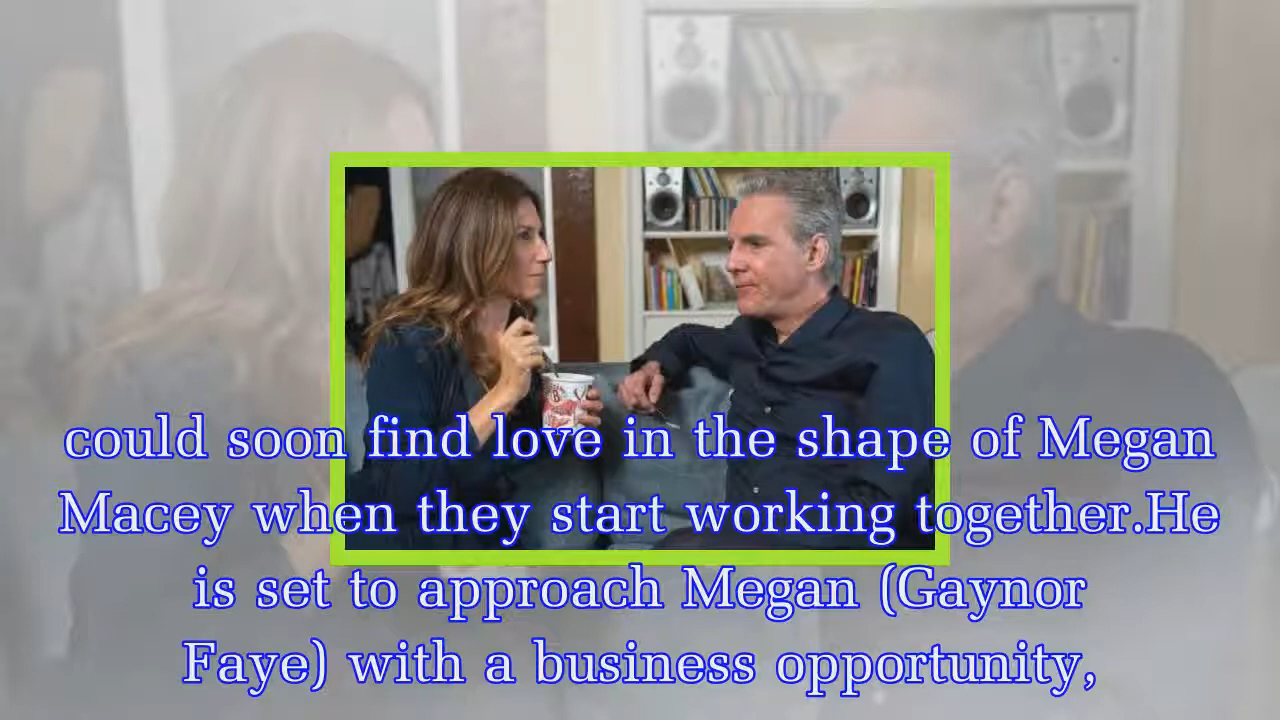 could soon find love in the shape of Megan
Macey when they start working together.He
is set to approach Megan (Gaynor
Faye) with a business opportunity,